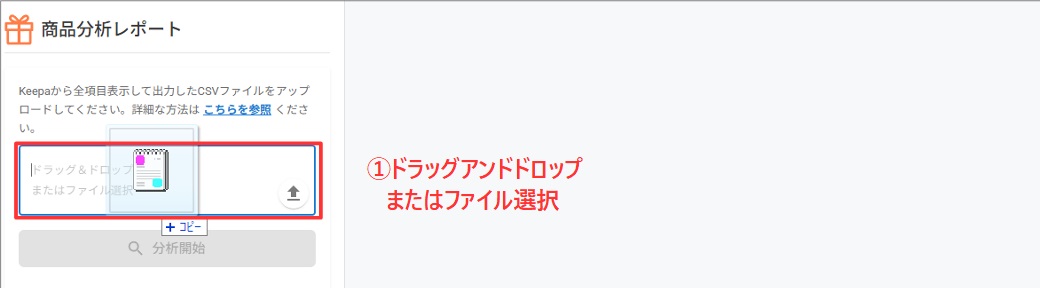 商品分析レポート
Keepaから全項目表示して出力したCSVファイルをアップ
ロードしてください。詳細な方法は こちらを参照 くださ
い。
ドラッグ＆ドロップ
またはファイル選択
+ コピー
分析開始
①ドラッグアンドドロップ
またはファイル選択